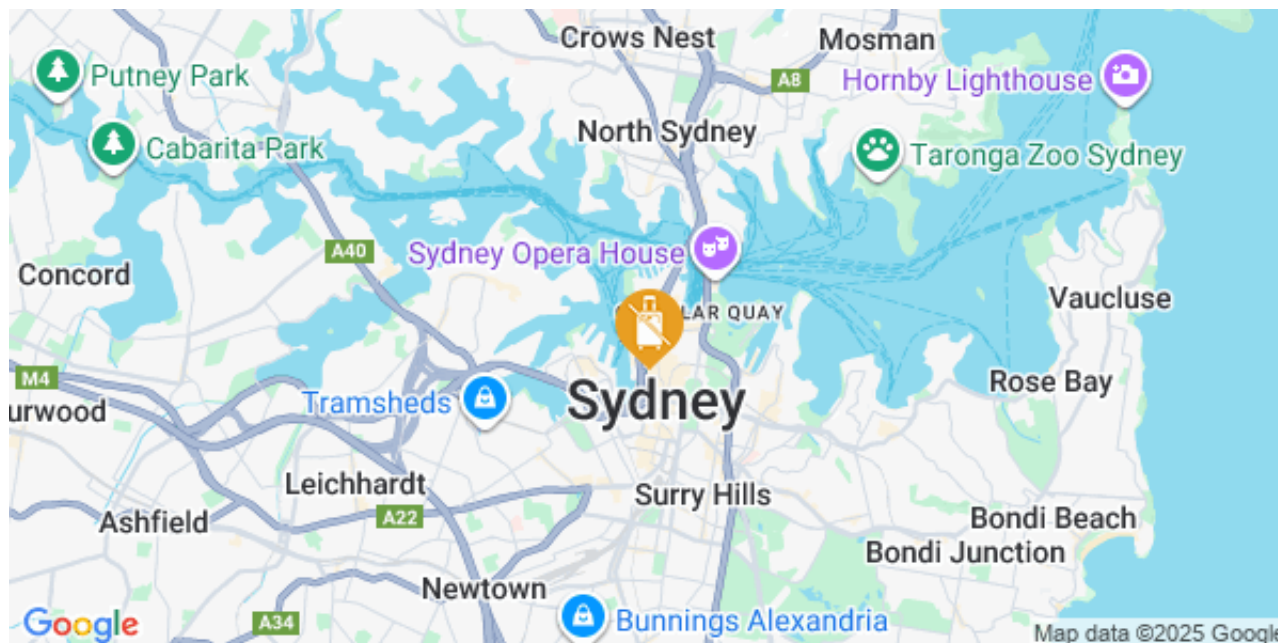 Crows Nest
Mosman
Putney Park
A8
Hornby Lighthouse
North Sydney
Cabarita Park
Taronga Zoo Sydney
A40
Sydney Opera House
Concord
Vaucluse
LAR QUAY
M4
Rose Bay
Tramsheds
Sydney
urwood
Leichhardt
Surry Hills
A22
Ashfield
Bondi Beach
Bondi Junction
Newtown
Google
A34
Bunnings Alexandria
Map data ©2025 Google